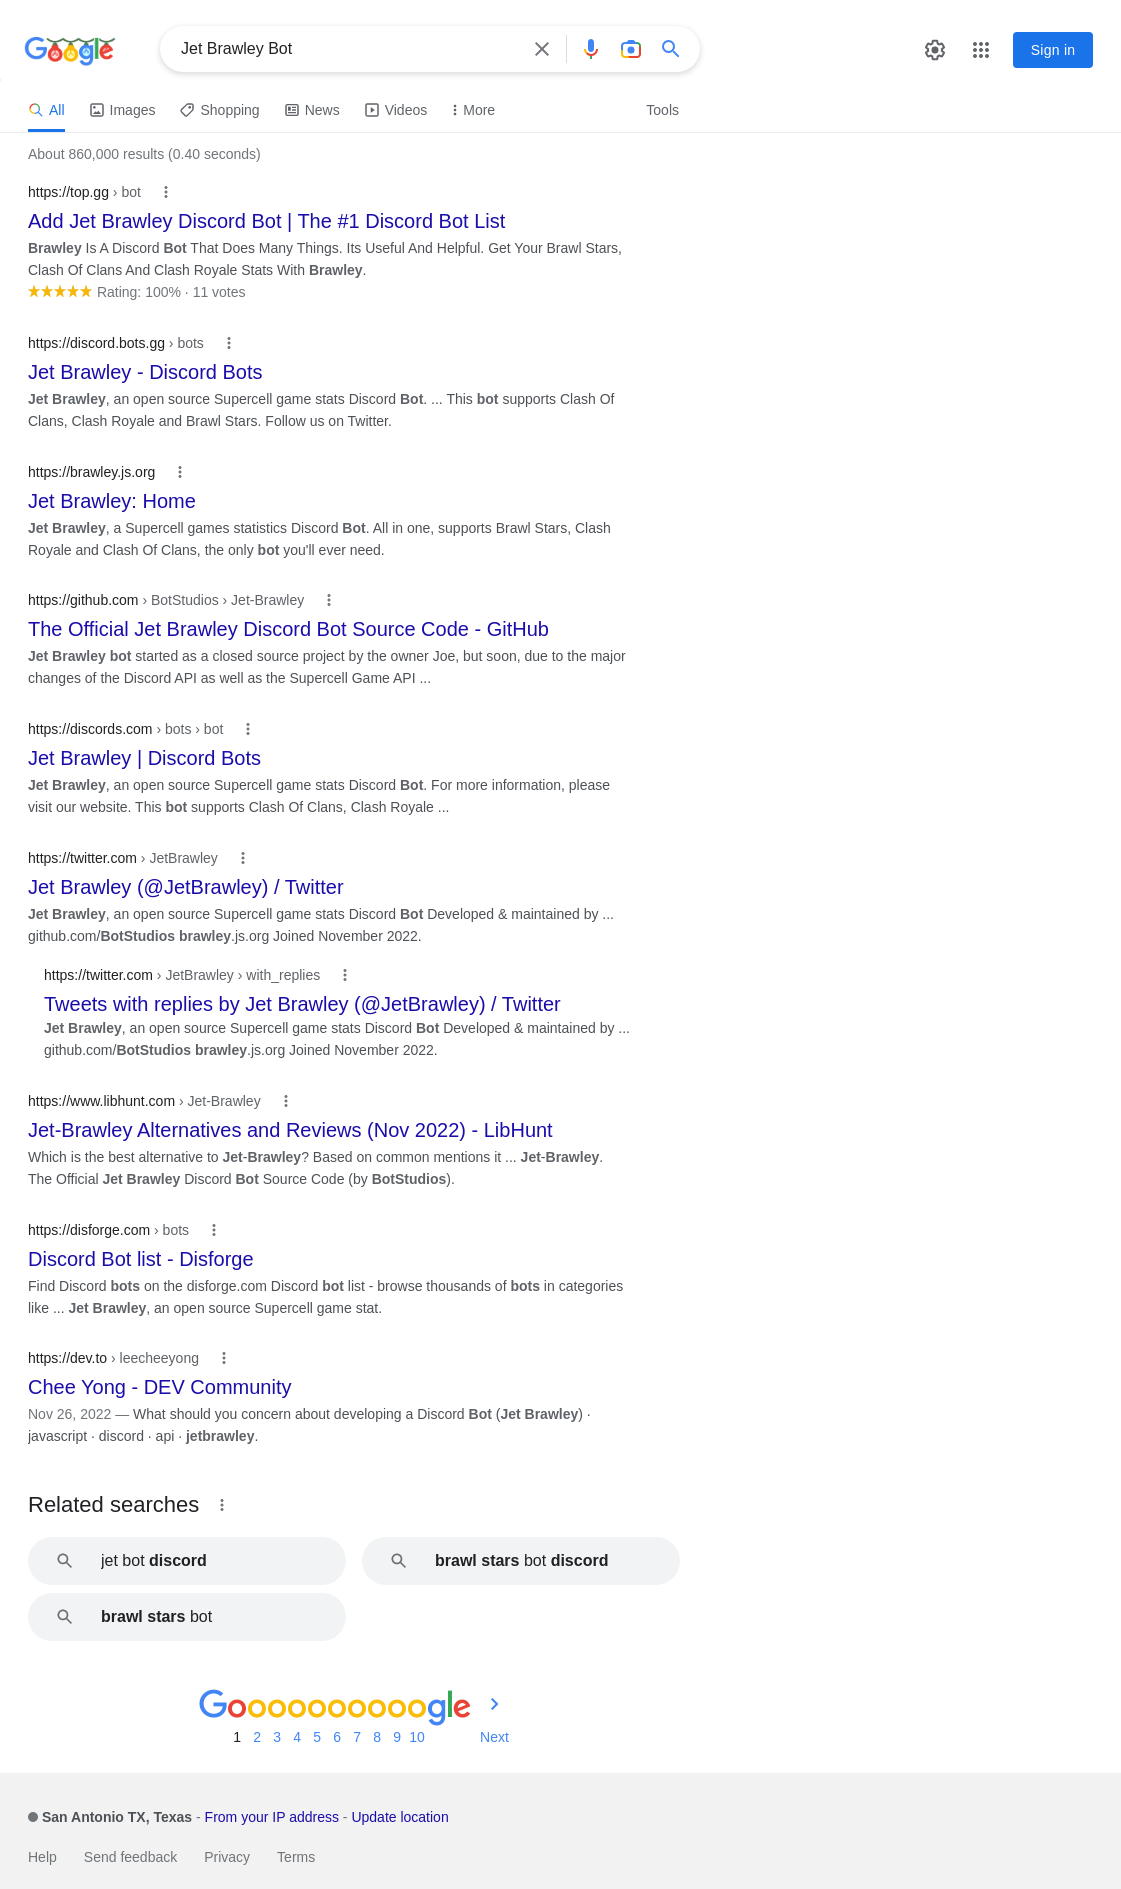 Google
Jet Brawley Bot
Sign in
All
Images
Shopping
News
Videos
More
Tools
About 860,000 results (0.40 seconds)
https://top.gg › bot
Add Jet Brawley Discord Bot | The #1 Discord Bot List
Brawley Is A Discord Bot That Does Many Things. Its Useful And Helpful. Get Your Brawl Stars,
Clash Of Clans And Clash Royale Stats With Brawley.
Rating: 100% · 11 votes
https://discord.bots.gg › bots
Jet Brawley - Discord Bots
Jet Brawley, an open source Supercell game stats Discord Bot. ... This bot supports Clash Of
Clans, Clash Royale and Brawl Stars. Follow us on Twitter.
https://brawley.js.org
Jet Brawley: Home
Jet Brawley, a Supercell games statistics Discord Bot. All in one, supports Brawl Stars, Clash
Royale and Clash Of Clans, the only bot you'll ever need.
https://github.com › BotStudios › Jet-Brawley
The Official Jet Brawley Discord Bot Source Code - GitHub
Jet Brawley bot started as a closed source project by the owner Joe, but soon, due to the major
changes of the Discord API as well as the Supercell Game API ...
https://discords.com › bots › bot
Jet Brawley | Discord Bots
Jet Brawley, an open source Supercell game stats Discord Bot. For more information, please
visit our website. This bot supports Clash Of Clans, Clash Royale ...
https://twitter.com › JetBrawley
Jet Brawley (@JetBrawley) / Twitter
Jet Brawley, an open source Supercell game stats Discord Bot Developed & maintained by ...
github.com/BotStudios brawley.js.org Joined November 2022.
https://twitter.com › JetBrawley › with_replies
Tweets with replies by Jet Brawley (@JetBrawley) / Twitter
Jet Brawley, an open source Supercell game stats Discord Bot Developed & maintained by ...
github.com/BotStudios brawley.js.org Joined November 2022.
https://www.libhunt.com › Jet-Brawley
Jet-Brawley Alternatives and Reviews (Nov 2022) - LibHunt
Which is the best alternative to Jet-Brawley? Based on common mentions it ... Jet-Brawley.
The Official Jet Brawley Discord Bot Source Code (by BotStudios).
https://disforge.com › bots
Discord Bot list - Disforge
Find Discord bots on the disforge.com Discord bot list - browse thousands of bots in categories
like ... Jet Brawley, an open source Supercell game stat.
https://dev.to › leecheeyong
Chee Yong - DEV Community
Nov 26, 2022 — What should you concern about developing a Discord Bot (Jet Brawley) ·
javascript · discord · api · jetbrawley.
Related searches
jet bot discord
brawl stars bot discord
brawl stars bot
Goooooooooogle
1 2 3 4 5 6 7 8 9 10 Next
San Antonio TX, Texas - From your IP address - Update location
Help Send feedback Privacy Terms